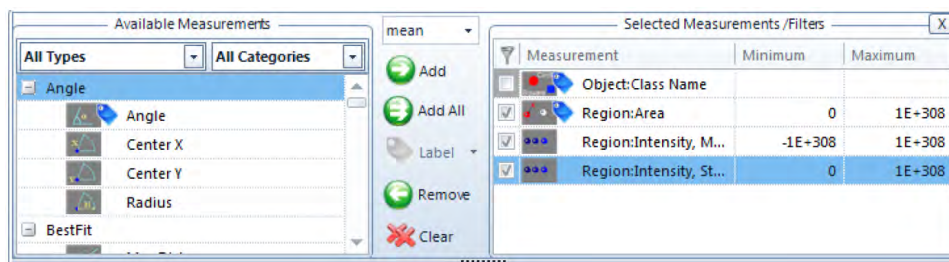 Available Measurements
All Types
All Categories
Angle
Angle
Center X
Center Y
Radius
BestFit
mean
Add
Add All
Label
Remove
Clear
Selected Measurements /Filters
X
Measurement Minimum Maximum
Object:Class Name
Region:Area 0 1E+308
Region:Intensity, M... -1E+308 1E+308
Region:Intensity, St... 0 1E+308